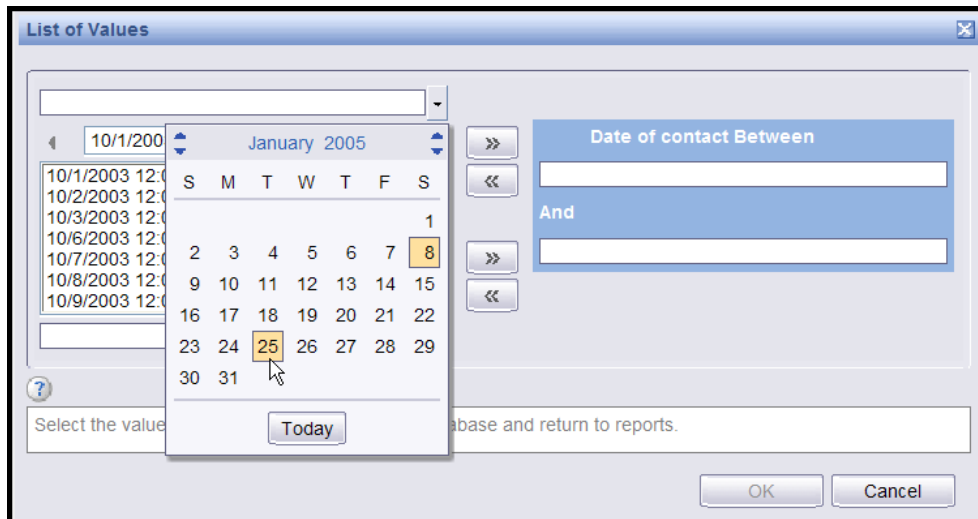 List of Values
10/1/200
January 2005
Date of contact Between
10/1/2003 12:0
10/2/2003 12:0
10/3/2003 12:0
10/6/2003 12:0
10/7/2003 12:0
10/8/2003 12:0
10/9/2003 12:0
S M T W T F S
1
2 3 4 5 6 7 8
9 10 11 12 13 14 15
16 17 18 19 20 21 22
23 24 25 26 27 28 29
30 31
Today
And
?
Select the value
abase and return to reports.
OK Cancel